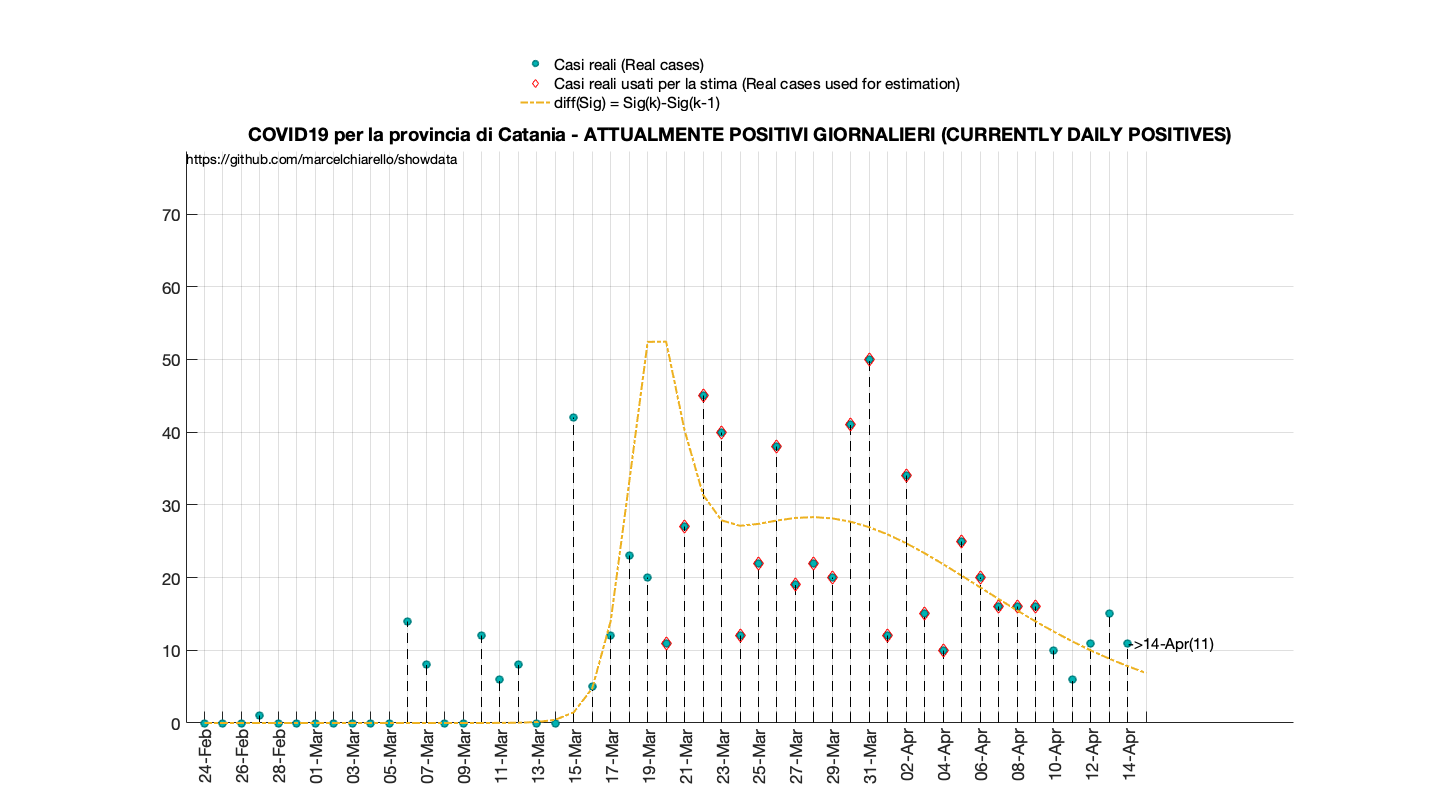 Casi reali (Real cases)
Casi reali usati per la stima (Real cases used for estimation)
diff(Sig) = Sig(k)-Sig(k-1)
COVID19 per la provincia di Catania - ATTUALMENTE POSITIVI GIORNALIERI (CURRENTLY DAILY POSITIVES)
https://github.com/marcelchiarello/showdata
70
60
50
40
30
20
10
0
->14-Apr(11)
24-Feb
26-Feb
28-Feb
01-Mar
03-Mar
05-Mar
07-Mar
09-Mar
11-Mar
13-Mar
15-Mar
17-Mar
19-Mar
21-Mar
23-Mar
25-Mar
27-Mar
29-Mar
31-Mar
02-Apr
04-Apr
06-Apr
08-Apr
10-Apr
12-Apr
14-Apr